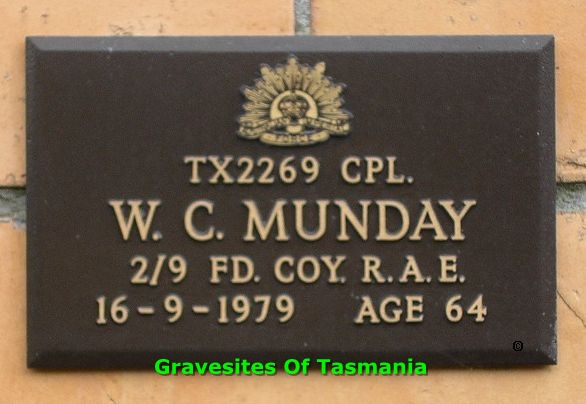 TX2269 CPL.
W. C. MUNDAY
2/9 FD. COY. R.A.E.
16-9-1979 AGE 64
©
Gravesites Of Tasmania